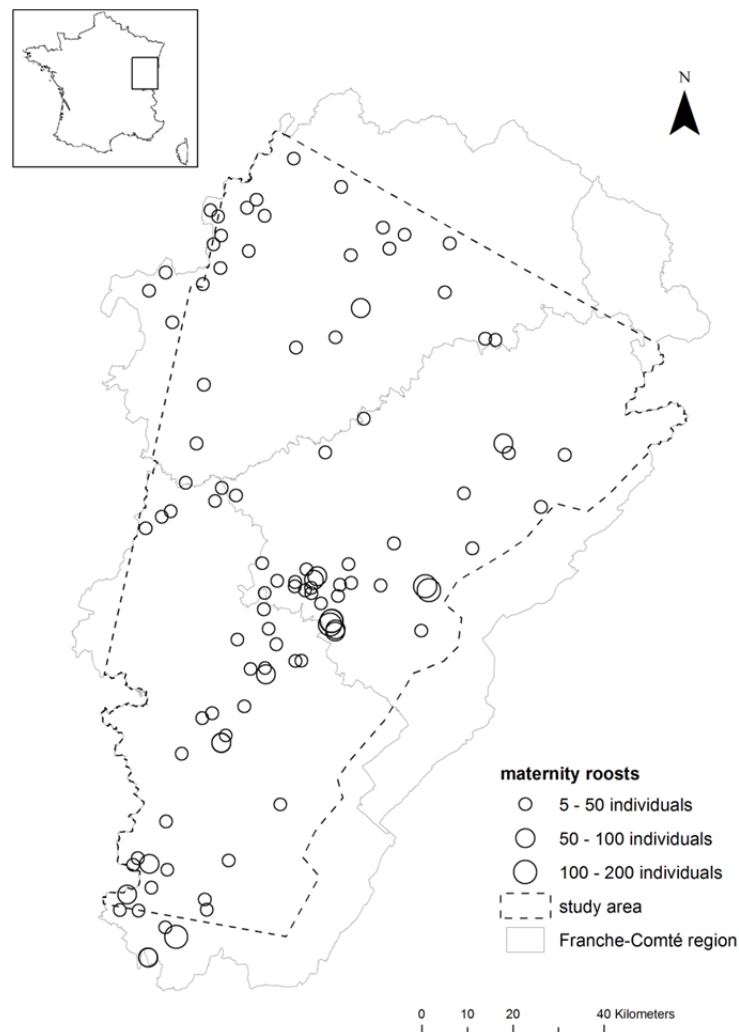 N
maternity roosts
5 - 50 individuals
50 - 100 individuals
100 - 200 individuals
study area
Franche-Comté region
0 10 20 40 Kilometers